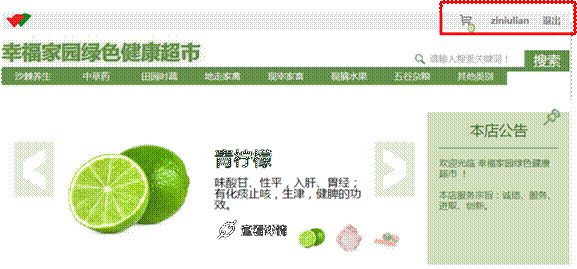 ziniulian 退出
幸福家园绿色健康超市
请输入搜索关键词！ 搜索
沙棘养生 中草药 田园时蔬 地走家禽 现宰家畜 现摘水果 五谷杂粮 其他类别
青柠檬
味酸甘、性平，入肝、胃经；
有化痰止咳，生津，健脾的功
效。
查看详情
本店公告
欢迎光临 幸福家园绿色健康
超市 ！
本店服务宗旨：诚信、服务、
进取、创新。